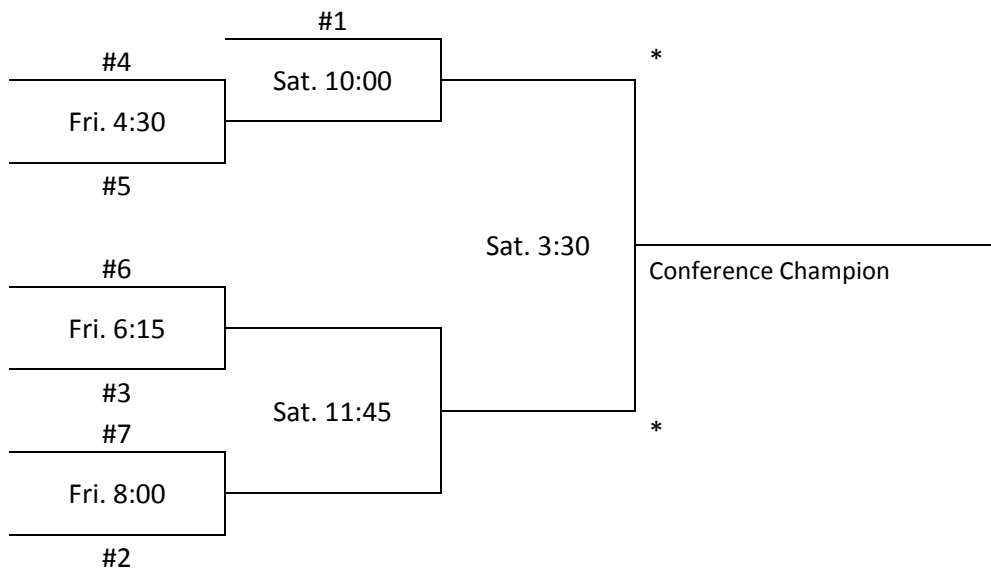 #1
*
#4
Sat. 10:00
Fri. 4:30
#5
Sat. 3:30
#6
Conference Champion
Fri. 6:15
#3
Sat. 11:45
*
#7
Fri. 8:00
#2